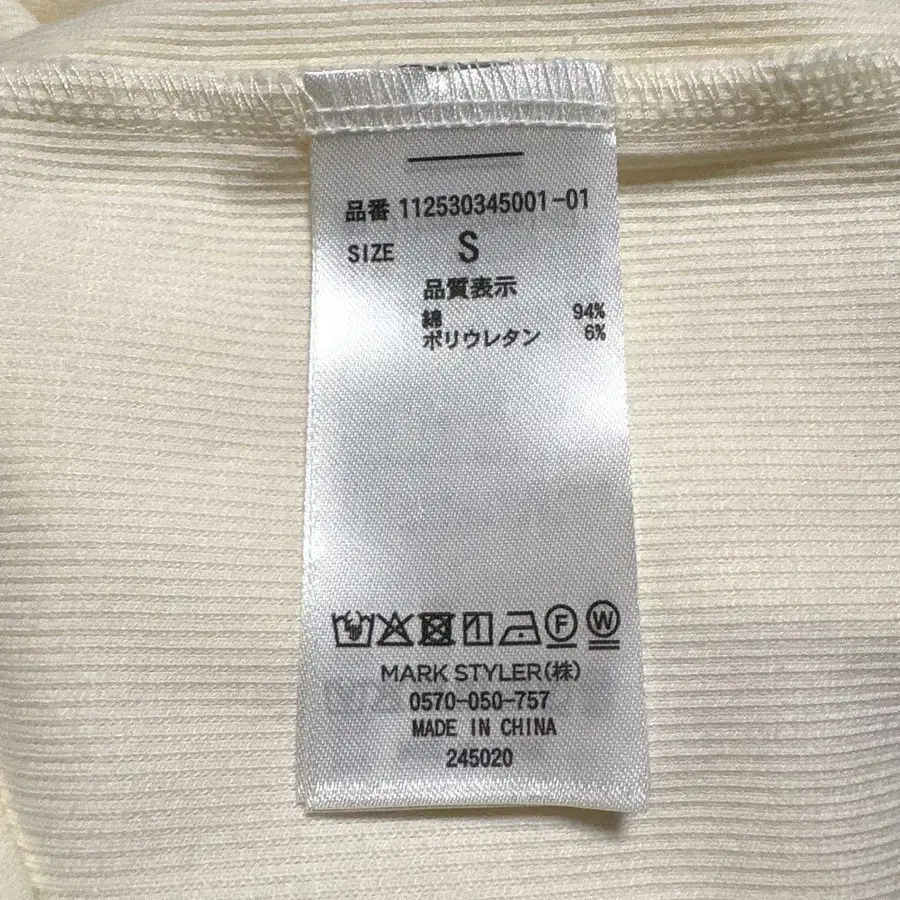 品番 112530345001-01
SIZE S
品質表示
綿 94%
ポリウレタン 6%
F W
MARK STYLER(株)
0570-050-757
MADE IN CHINA
245020